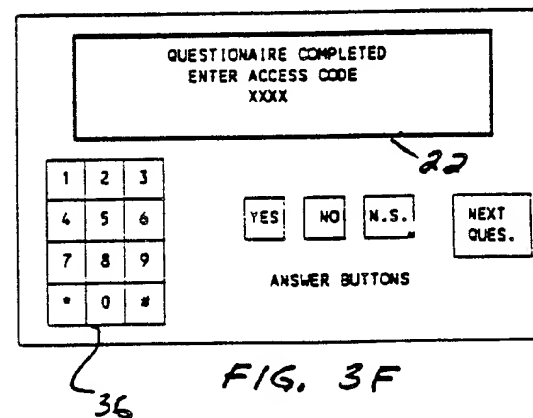 QUESTIONAIRE COMPLETED
ENTER ACCESS CODE
XXXX
22
1 2 3
4 5 6
7 8 9
* 0 #
YES NO N.S. NEXT
QUES.
ANSWER BUTTONS
36
FIG. 3F